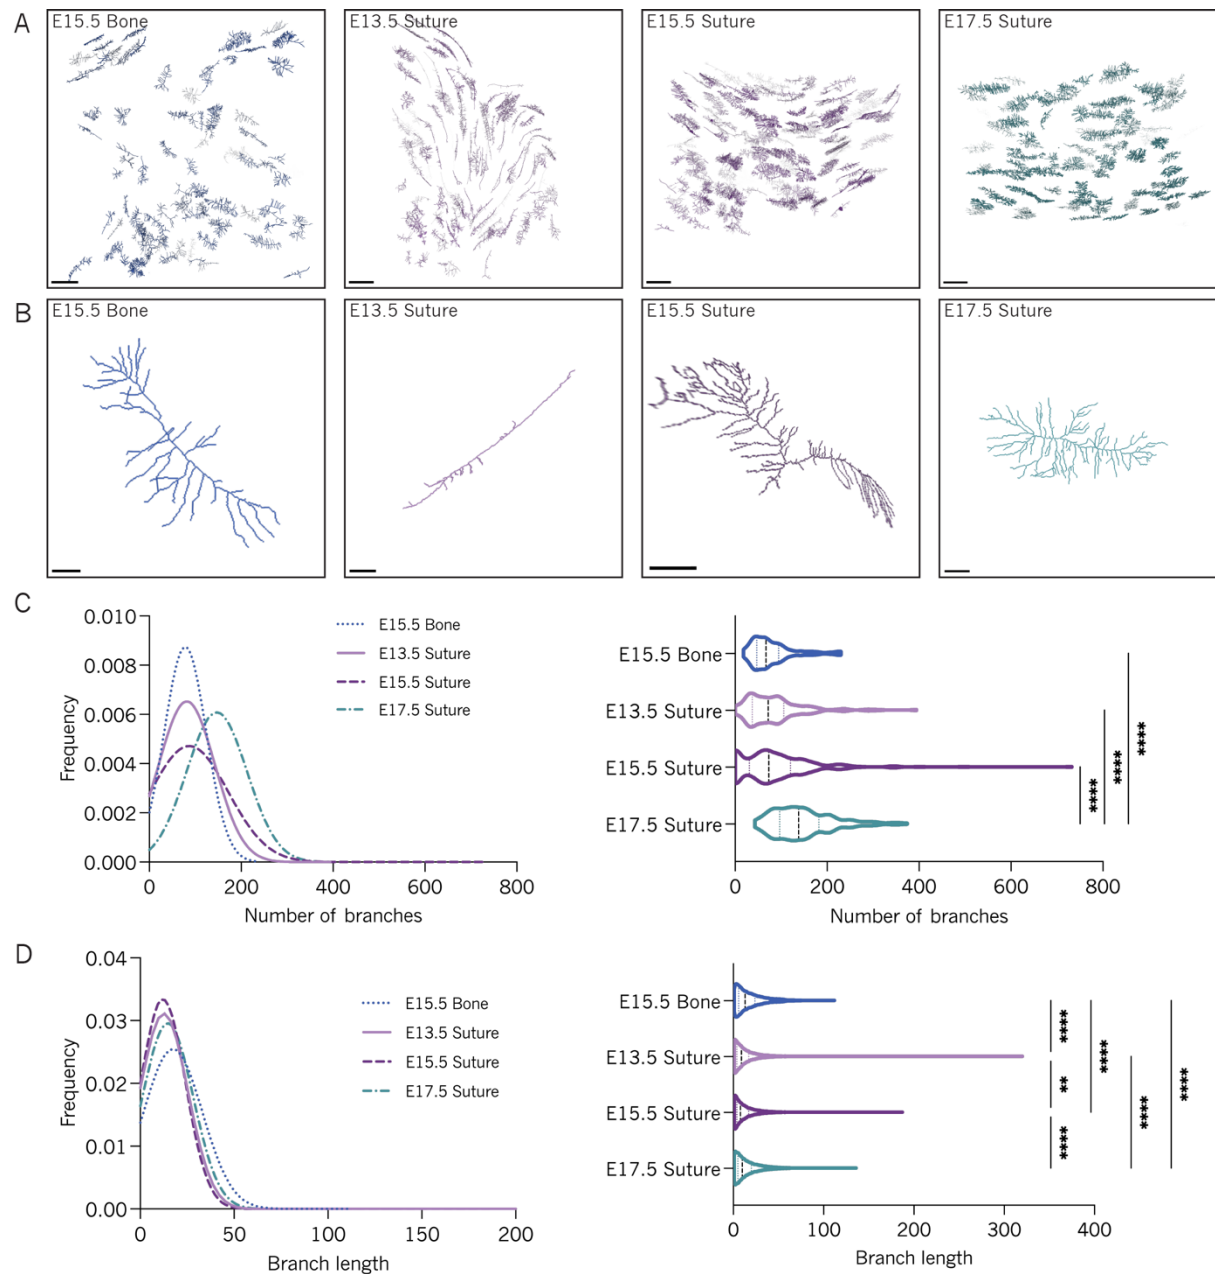 A
E15.5 Bone
E13.5 Suture
E15.5 Suture
E17.5 Suture
B
E15.5 Bone
E13.5 Suture
E15.5 Suture
E17.5 Suture
C
0.010
0.008
0.006
0.004
0.002
0.000
Frequency
0
200
400
600
800
Number of branches
E15.5 Bone
E13.5 Suture
E15.5 Suture
E17.5 Suture
E15.5 Bone
E13.5 Suture
E15.5 Suture
E17.5 Suture
0
200
400
600
800
Number of branches
****
****
****
D
0.04
0.03
0.02
0.01
0.00
Frequency
0
50
100
150
200
Branch length
E15.5 Bone
E13.5 Suture
E15.5 Suture
E17.5 Suture
E15.5 Bone
E13.5 Suture
E15.5 Suture
E17.5 Suture
0
100
200
300
400
Branch length
****
**
****
****
****
****